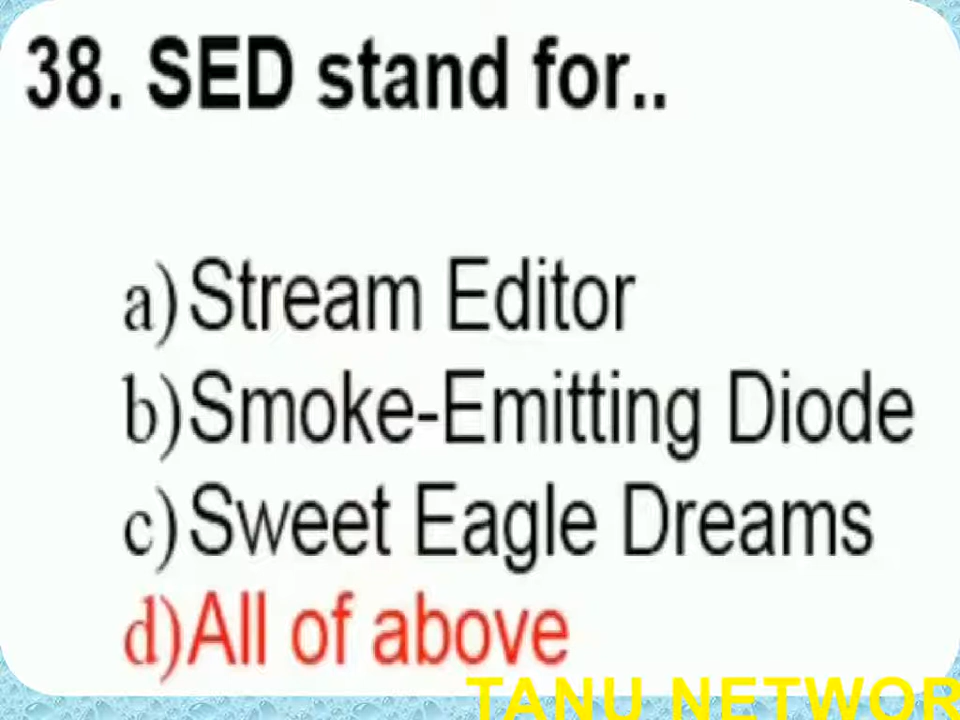 38. SED stand for..
a) Stream Editor
b) Smoke-Emitting Diode
c) Sweet Eagle Dreams
d) All of above
TANU NETWOR